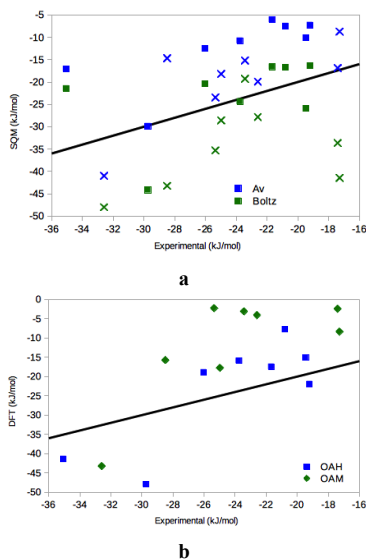 -5
-10
-15
-20
-25
-30
-35
-40
-45
-50
SQM (kJ/mol)
Av
Boltz
-36 -34 -32 -30 -28 -26 -24 -22 -20 -18 -16
Experimental (kJ/mol)
a
0
-5
-10
-15
-20
-25
-30
-35
-40
-45
-50
DFT (kJ/mol)
OAH
OAM
-36 -34 -32 -30 -28 -26 -24 -22 -20 -18 -16
Experimental (kJ/mol)
b